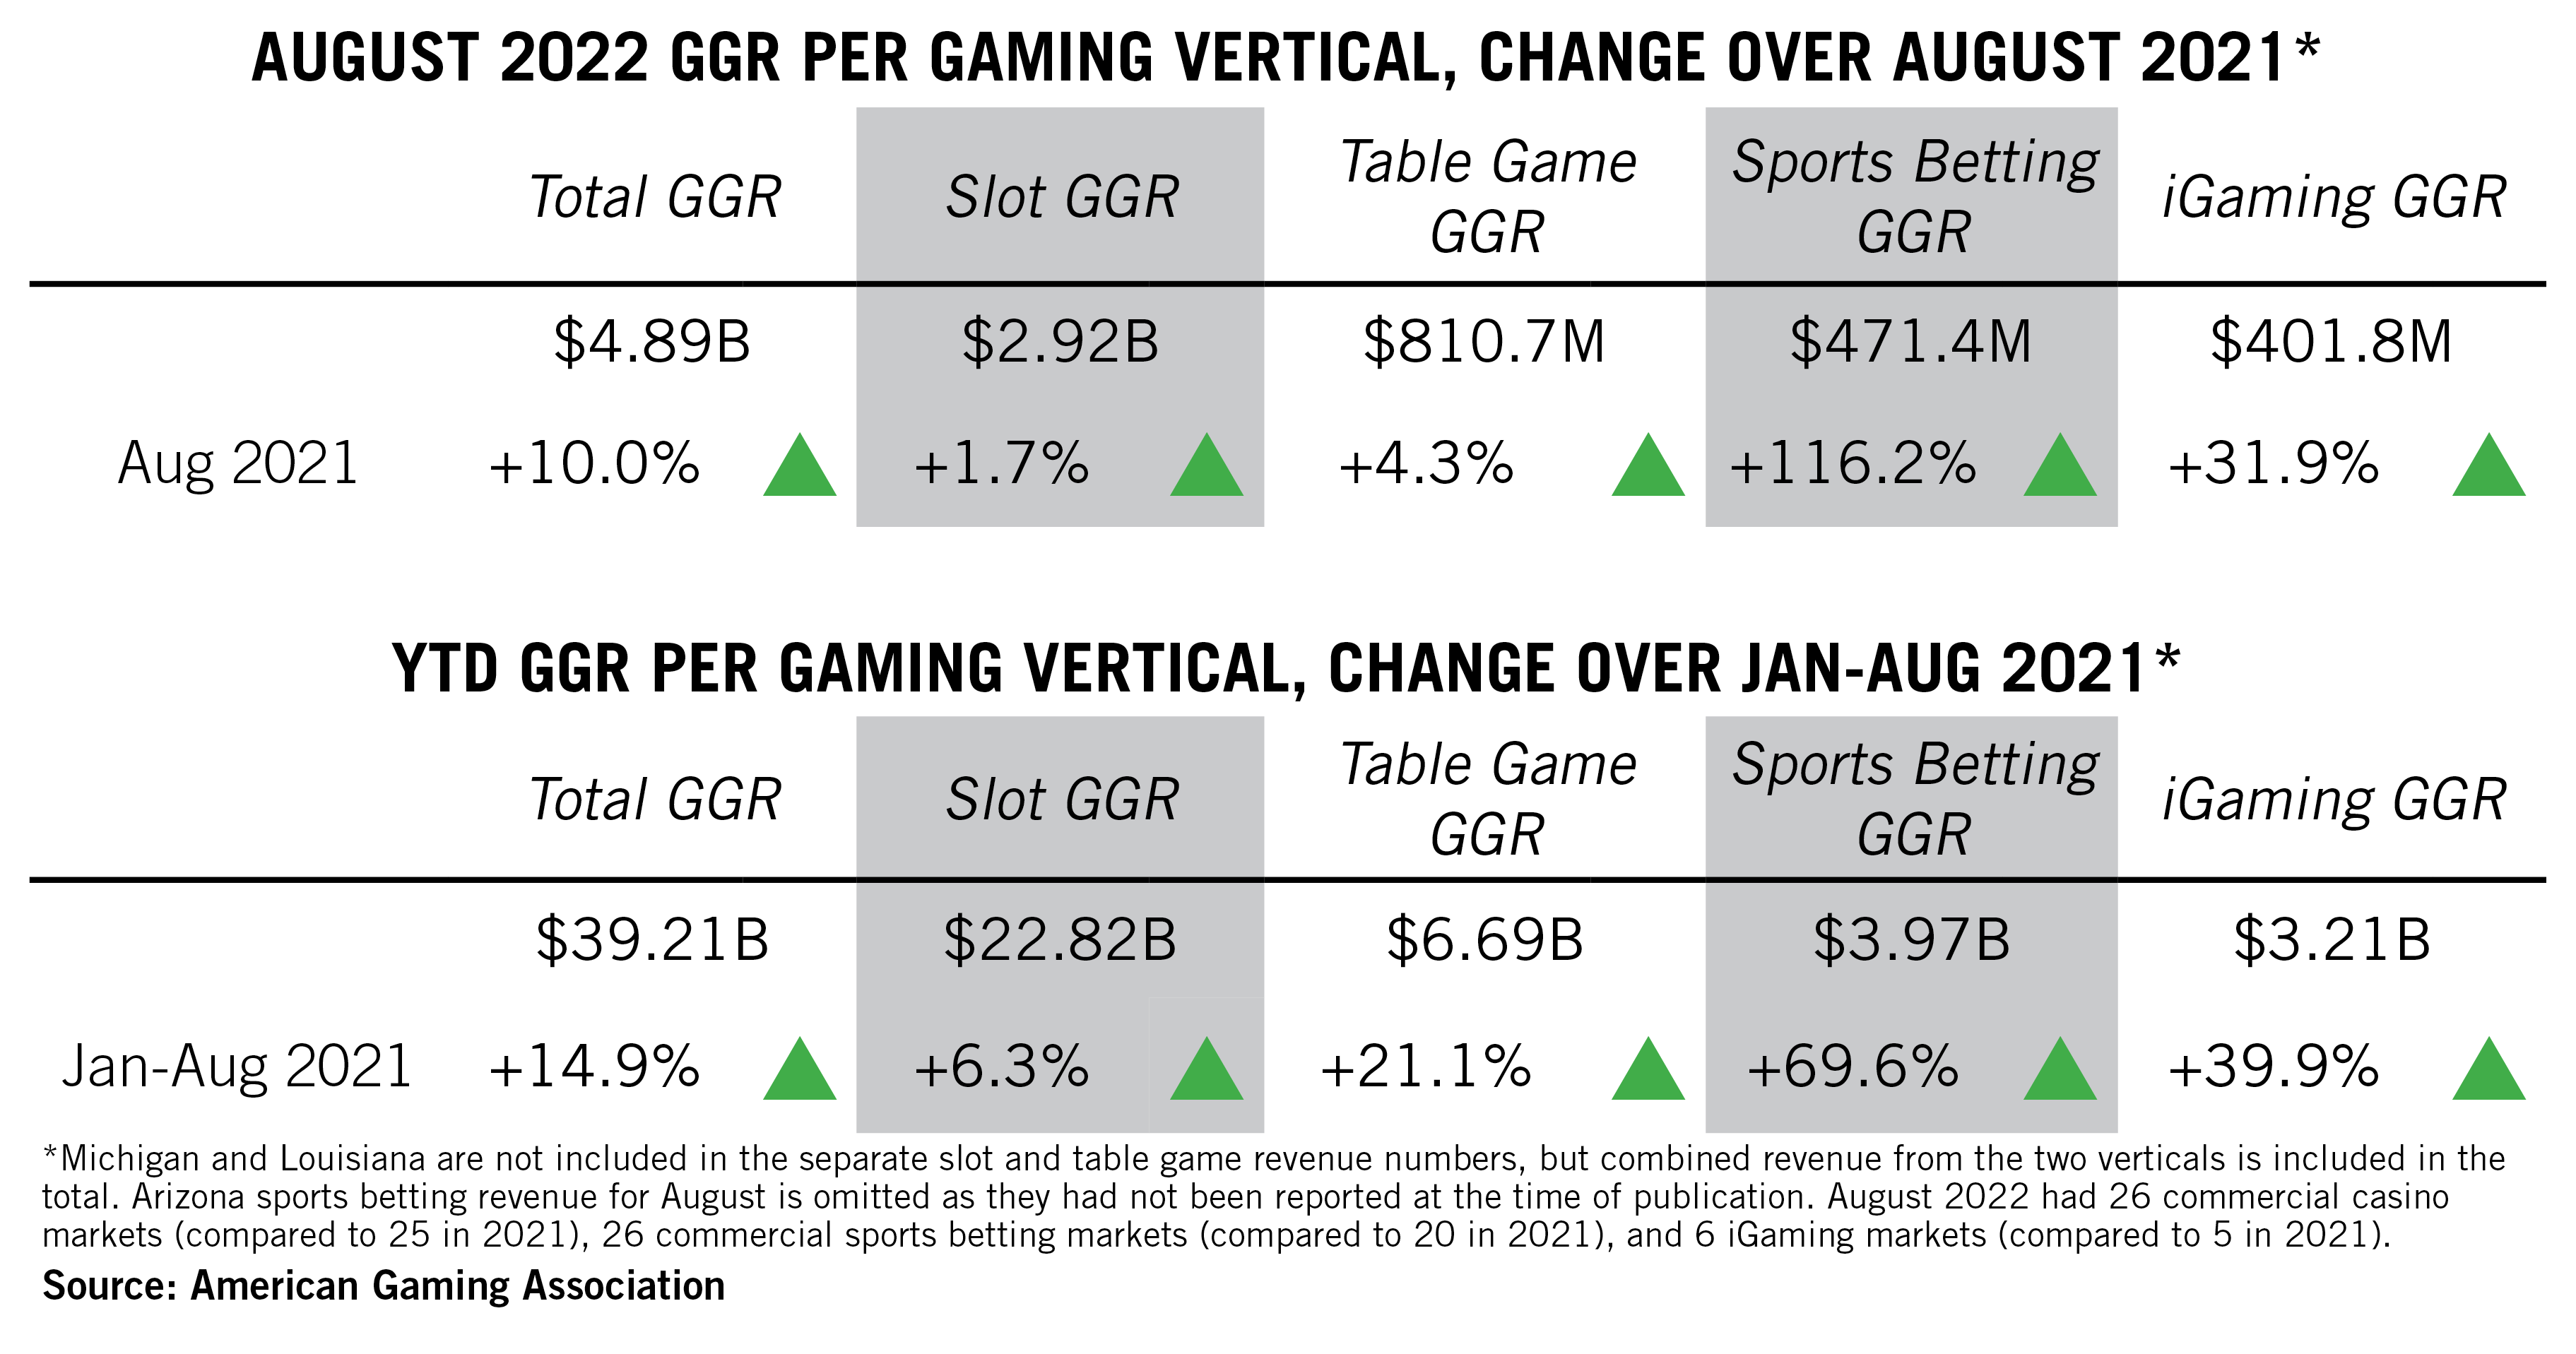 AUGUST 2022 GGR PER GAMING VERTICAL, CHANGE OVER AUGUST 2021*
Total GGR Slot GGR Table Game GGR Sports Betting GGR iGaming GGR
$4.89B $2.92B $810.7M $471.4M $401.8M
Aug 2021 +10.0% +1.7% +4.3% +116.2% +31.9%
YTD GGR PER GAMING VERTICAL, CHANGE OVER JAN-AUG 2021*
Total GGR Slot GGR Table Game GGR Sports Betting GGR iGaming GGR
$39.21B $22.82B $6.69B $3.97B $3.21B
Jan-Aug 2021 +14.9% +6.3% +21.1% +69.6% +39.9%
*Michigan and Louisiana are not included in the separate slot and table game revenue numbers, but combined revenue from the two verticals is included in the
total. Arizona sports betting revenue for August is omitted as they had not been reported at the time of publication. August 2022 had 26 commercial casino
markets (compared to 25 in 2021), 26 commercial sports betting markets (compared to 20 in 2021), and 6 iGaming markets (compared to 5 in 2021).
Source: American Gaming Association